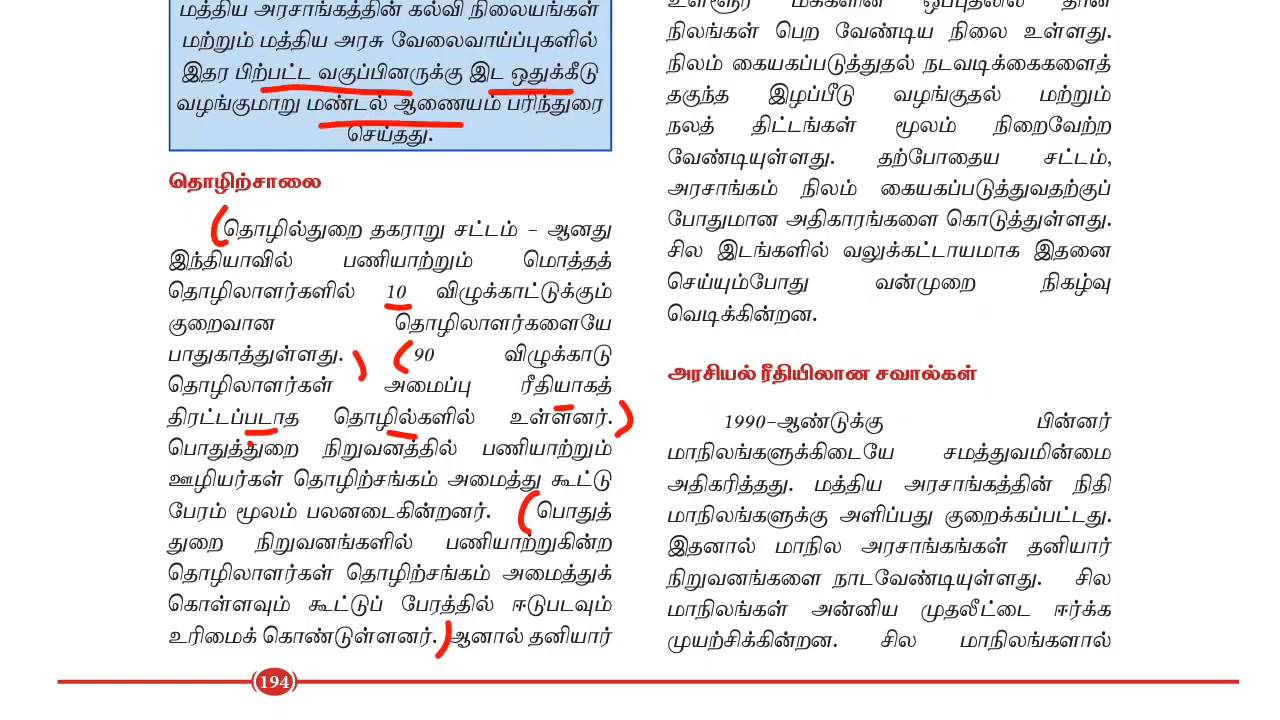 மத்திய அரசாங்கத்தின் கல்வி நிலையங்கள்
மற்றும் மத்திய அரசு வேலைவாய்ப்புகளில்
இதர பிற்பட்ட வகுப்பினருக்கு இட ஒதுக்கீடு
வழங்குமாறு மண்டல் ஆணையம் பரிந்துரை
செய்தது.
தொழிற்சாலை
தொழில்துறை தகராறு சட்டம் – ஆனது
இந்தியாவில் பணியாற்றும் மொத்தத்
தொழிலாளர்களில் 10 விழுக்காட்டுக்கும்
குறைவான தொழிலாளர்களையே
பாதுகாத்துள்ளது. 90 விழுக்காடு
தொழிலாளர்கள் அமைப்பு ரீதியாகத்
திரட்டப்படாத தொழில்களில் உள்ளனர்.
பொதுத்துறை நிறுவனத்தில் பணியாற்றும்
ஊழியர்கள் தொழிற்சங்கம் அமைத்து கூட்டு
பேரம் மூலம் பலனடைகின்றனர். பொதுத்
துறை நிறுவனங்களில் பணியாற்றுகின்ற
தொழிலாளர்கள் தொழிற்சங்கம் அமைத்துக்
கொள்ளவும் கூட்டுப் பேரத்தில் ஈடுபடவும்
உரிமைக் கொண்டுள்ளனர். ஆனால் தனியார்
உள்ளூர் மக்களின் ஒப்புதலில் தான்
நிலங்கள் பெற வேண்டிய நிலை உள்ளது.
நிலம் கையகப்படுத்துதல் நடவடிக்கைகளைத்
தகுந்த இழப்பீடு வழங்குதல் மற்றும்
நலத் திட்டங்கள் மூலம் நிறைவேற்ற
வேண்டியுள்ளது. தற்போதைய சட்டம்,
அரசாங்கம் நிலம் கையகப்படுத்துவதற்குப்
போதுமான அதிகாரங்களை கொடுத்துள்ளது.
சில இடங்களில் வலுக்கட்டாயமாக இதனை
செய்யும்போது வன்முறை நிகழ்வு
வெடிக்கின்றன.
அரசியல் ரீதியிலான சவால்கள்
1990–ஆண்டுக்கு பின்னர்
மாநிலங்களுக்கிடையே சமத்துவமின்மை
அதிகரித்தது. மத்திய அரசாங்கத்தின் நிதி
மாநிலங்களுக்கு அளிப்பது குறைக்கப்பட்டது.
இதனால் மாநில அரசாங்கங்கள் தனியார்
நிறுவனங்களை நாடவேண்டியுள்ளது. சில
மாநிலங்கள் அன்னிய முதலீட்டை ஈர்க்க
முயற்சிக்கின்றன. சில மாநிலங்களால்
194